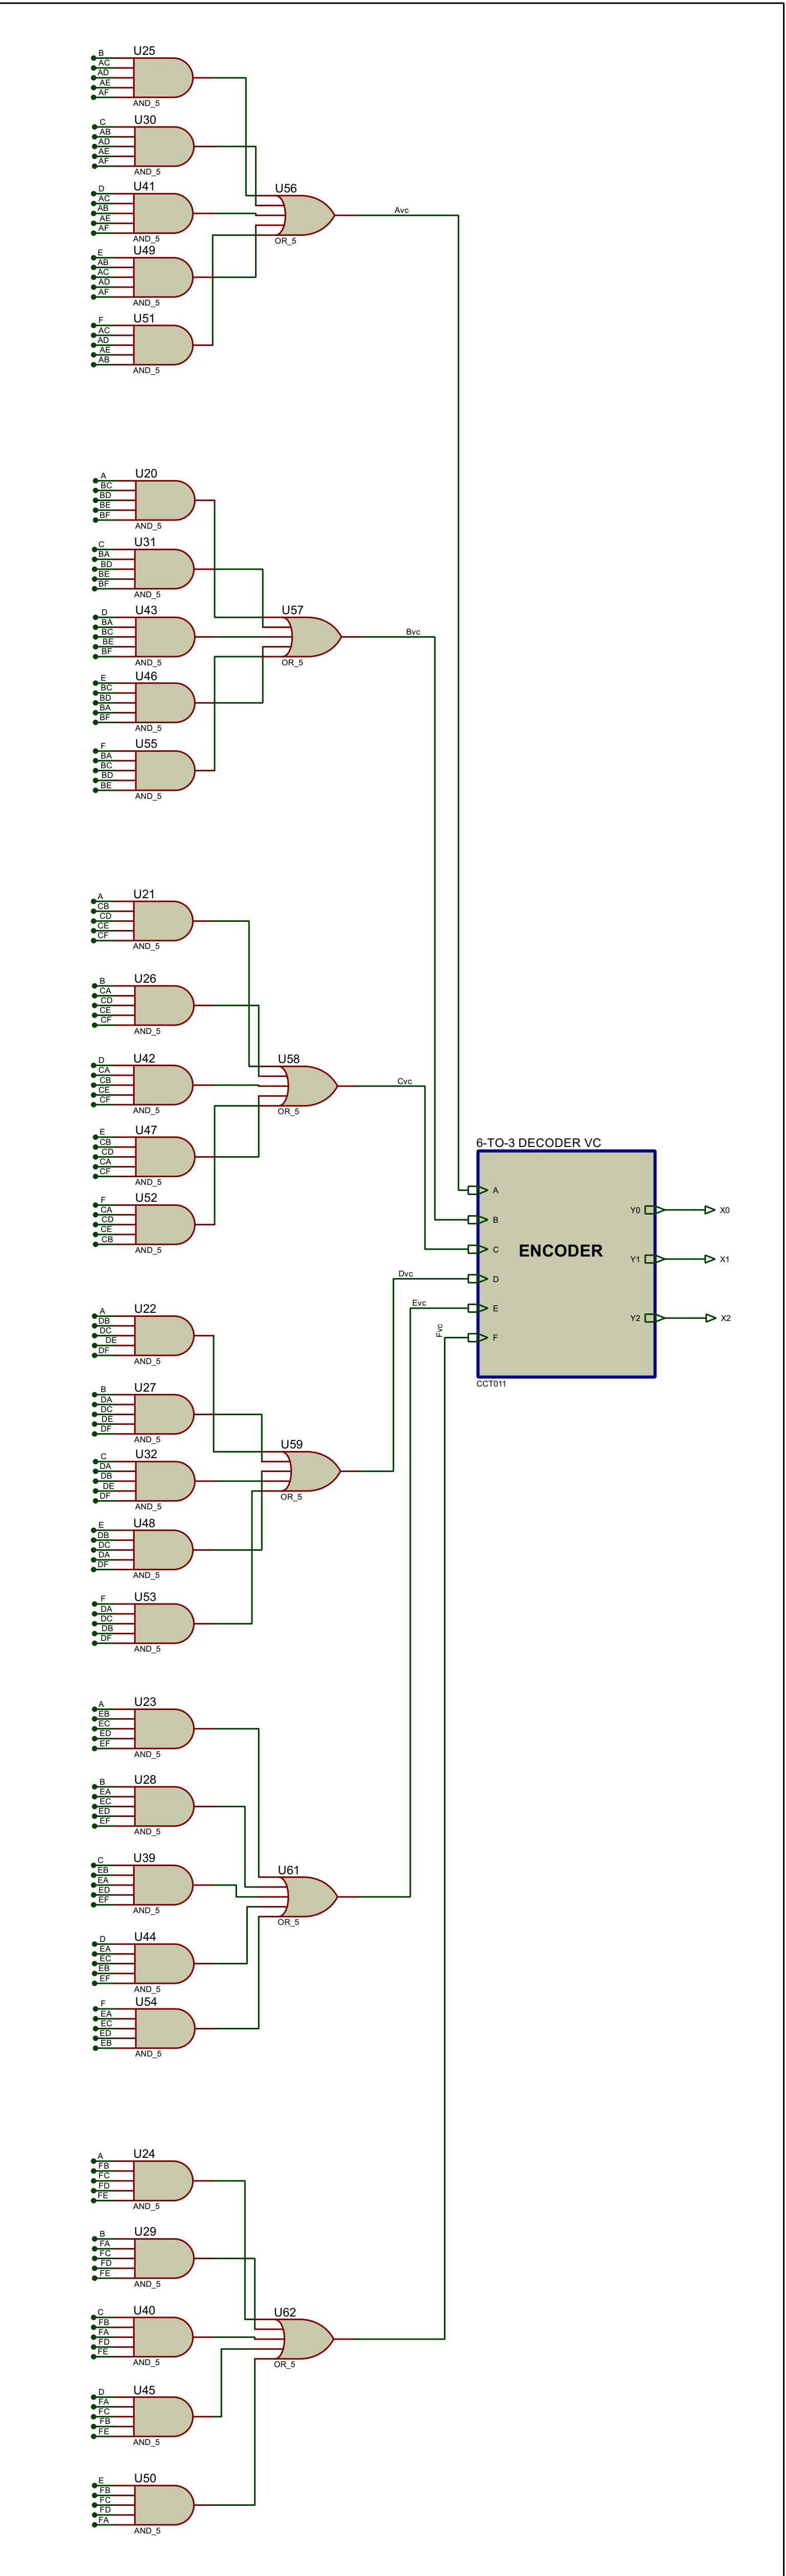 U25
B
AC
AD
AE
AF
AND_5
U30
C
AB
AD
AE
AF
AND_5
U41
D
AC
AB
AE
AF
AND_5
U49
E
AB
AC
AD
AF
AND_5
U51
F
AC
AD
AE
AB
AND_5
U56
OR_5
Avc
U20
A
BC
BD
BE
BF
AND_5
U31
C
BA
BD
BE
BF
AND_5
U43
D
BA
BC
BE
BF
AND_5
U46
E
BC
BD
BA
BF
AND_5
U55
F
BA
BC
BD
BE
AND_5
U57
OR_5
Bvc
U21
A
CB
CD
CE
CF
AND_5
U26
B
CA
CD
CE
CF
AND_5
U42
D
CA
CB
CE
CF
AND_5
U47
E
CB
CD
CA
CF
AND_5
U52
F
CA
CD
CE
CB
AND_5
U58
OR_5
Cvc
6-TO-3 DECODER VC
A
B
C
D
E
F
ENCODER
Y0
Y1
Y2
X0
X1
X2
CCT011
U22
A
DB
DC
DE
DF
AND_5
U27
B
DA
DC
DE
DF
AND_5
U32
C
DA
DB
DE
DF
AND_5
U48
E
DB
DC
DA
DF
AND_5
U53
F
DA
DC
DB
DF
AND_5
U59
OR_5
Dvc
Evc
Fvc
U23
A
EB
EC
ED
EF
AND_5
U28
B
EA
EC
ED
EF
AND_5
U39
C
EB
EA
ED
EF
AND_5
U44
D
EA
EC
EB
EF
AND_5
U54
F
EA
EC
ED
EB
AND_5
U61
OR_5
U24
A
FB
FC
FD
FE
AND_5
U29
B
FA
FC
FD
FE
AND_5
U40
C
FB
FA
FD
FE
AND_5
U45
D
FA
FC
FB
FE
AND_5
U50
E
FB
FC
FD
FA
AND_5
U62
OR_5